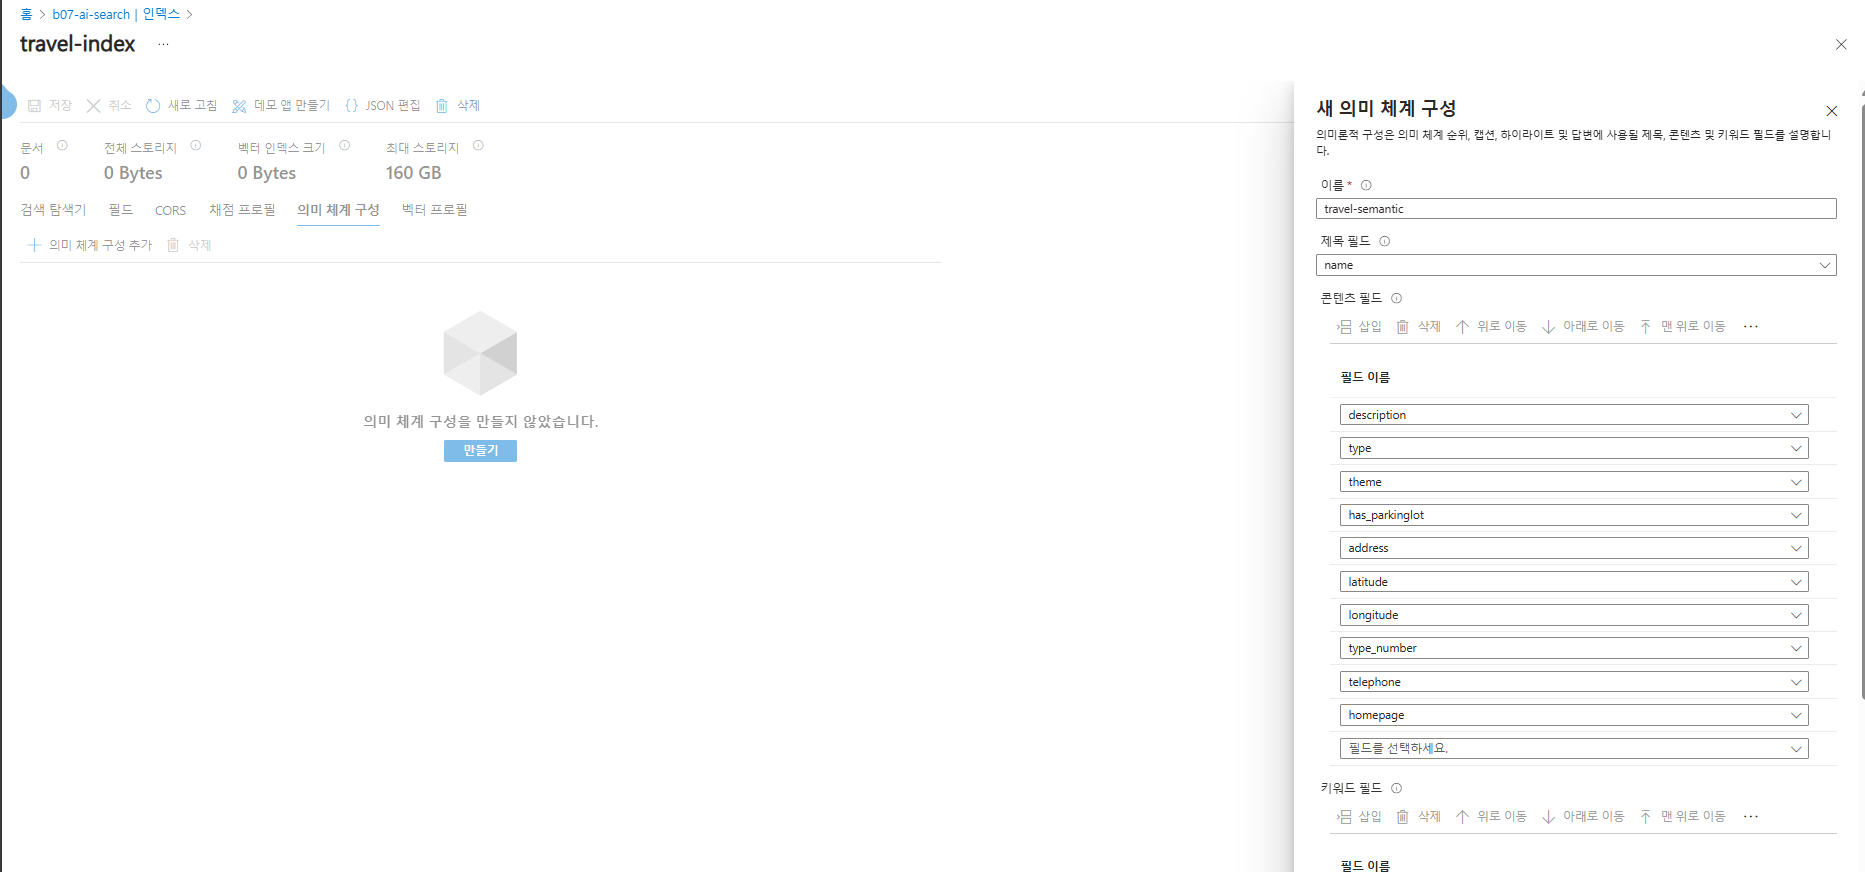 홈 > b07-ai-search | 인덱스 >
travel-index ...
저장 취소 새로 고침 데모 앱 만들기 {} JSON 편집 삭제
문서 전체 스토리지 벡터 인덱스 크기 최대 스토리지
0 0 Bytes 0 Bytes 160 GB
검색 탐색기 필드 CORS 채점 프로필 의미 체계 구성 벡터 프로필
의미 체계 구성 추가 삭제
의미 체계 구성을 만들지 않았습니다.
만들기
새 의미 체계 구성
의미론적 구성은 의미 체계 순위, 캡션, 하이라이트 및 답변에 사용될 제목, 콘텐츠 및 키워드 필드를 설명합니
다.
이름 *
travel-semantic
제목 필드
name
콘텐츠 필드
삽입 삭제 위로 이동 아래로 이동 맨 위로 이동 ...
필드 이름
description
type
theme
has_parkinglot
address
latitude
longitude
type_number
telephone
homepage
필드를 선택하세요.
키워드 필드
삽입 삭제 위로 이동 아래로 이동 맨 위로 이동 ...
필드 이름